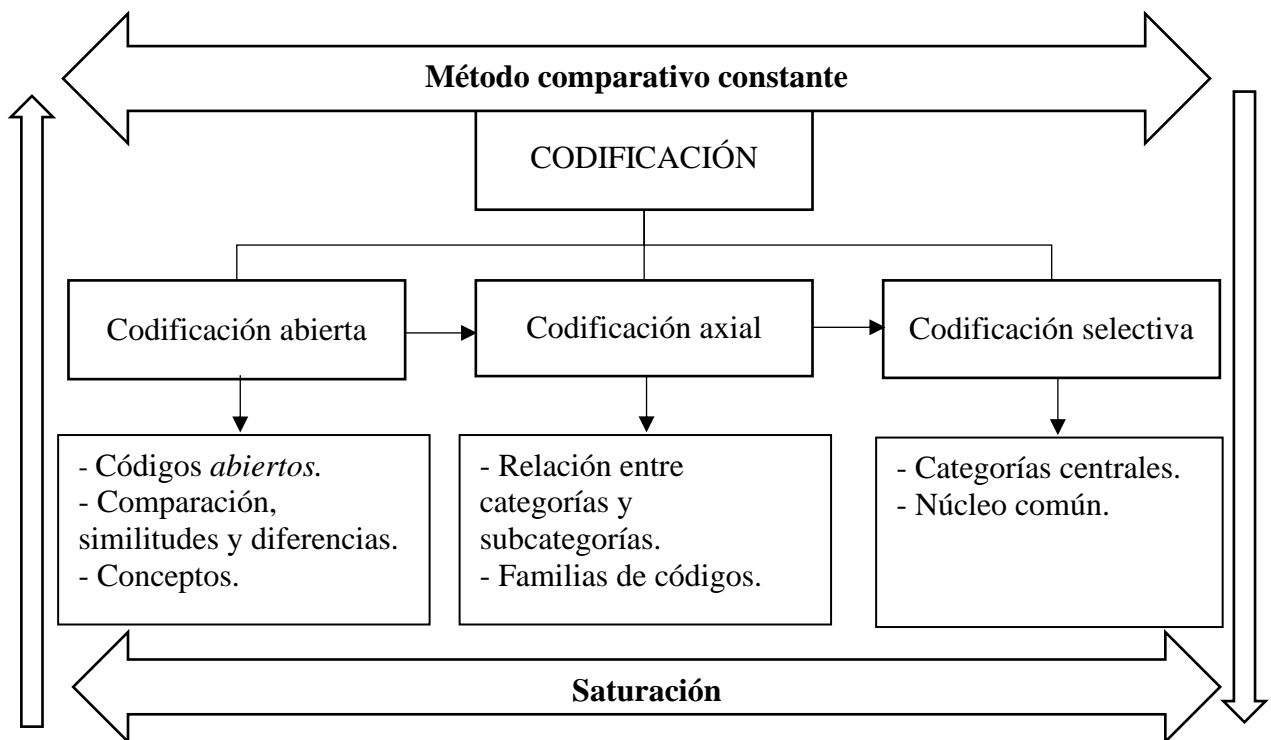 Método comparativo constante
CODIFICACIÓN
Codificación abierta
Codificación axial
Codificación selectiva
- Códigos abiertos.
- Comparación,
similitudes y diferencias.
- Conceptos.
- Relación entre
categorías y
subcategorías.
- Familias de códigos.
- Categorías centrales.
- Núcleo común.
Saturación